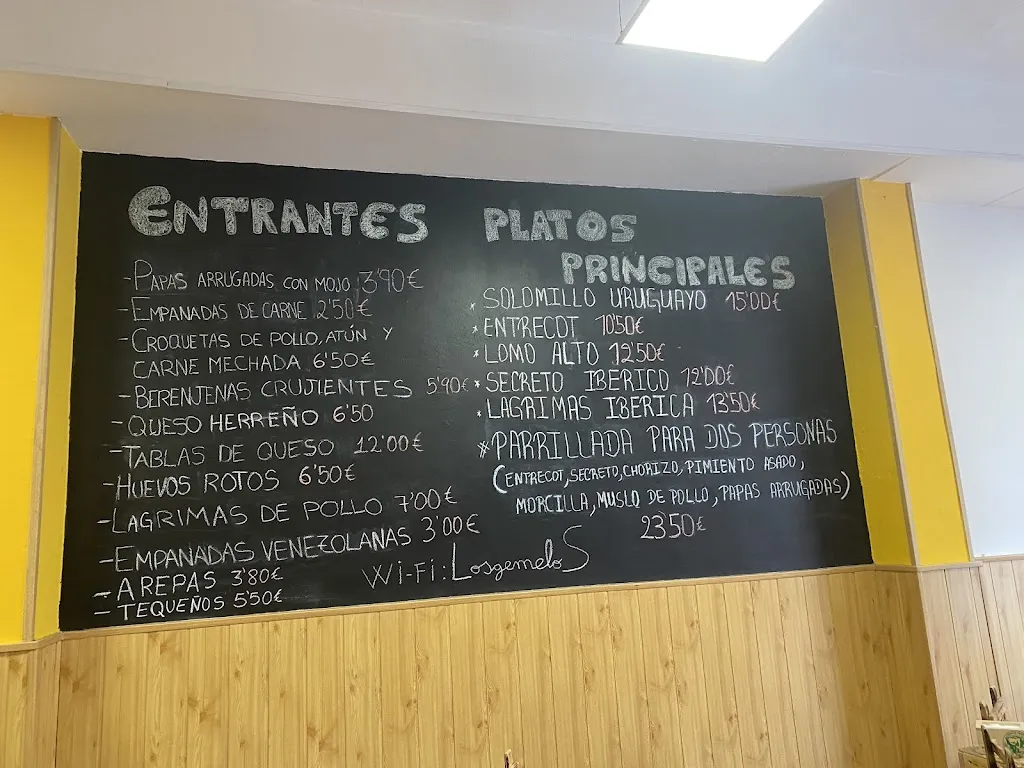 ENTRANTES
-PAPAS ARRUGADAS CON MOJO 3'90€
-EMPANADAS DE CARNE 2'50€
-CROQUETAS DE POLLO, ATÚN Y
CARNE MECHADA 6'50€
-BERENJENAS CRUJIENTES 5'90€
-QUESO HERREÑO 6'50
-TABLAS DE QUESO 12'00€
-HUEVOS ROTOS 6'50€
-LAGRIMAS DE POLLO 7'00€
-EMPANADAS VENEZOLANAS 3'00€
-AREPAS 3'80€
-TEQUEÑOS 5'50€
PLATOS
PRINCIPALES
*SOLOMILLO URUGUAYO 15'00€
*ENTRECOT 10'50€
*LOMO ALTO 12'50€
*SECRETO IBERICO 12'00€
*LAGRIMAS IBERICA 13'50€
*PARRILLADA PARA DOS PERSONAS
(ENTRECOT, SECRETO, CHORIZO, PIMIENTO ASADO,
MORCILLA, MUSLO DE POLLO, PAPAS ARRUGADAS)
23'50€
Wi-Fi: LosgemeloS